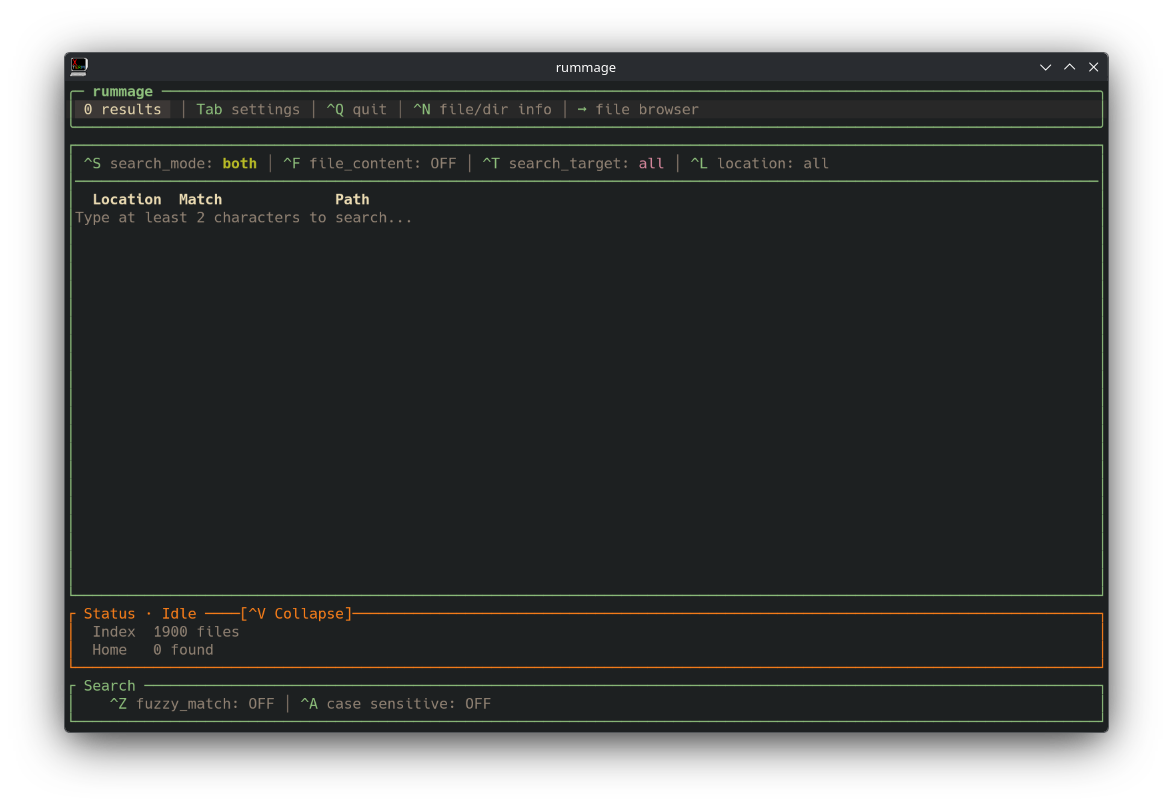 rummage
rummage
0 results │ Tab settings │ ^Q quit │ ^N file/dir info │ → file browser
^S search_mode: both │ ^F file_content: OFF │ ^T search_target: all │ ^L location: all
Location Match Path
Type at least 2 characters to search...
Status · Idle [^V Collapse]
Index 1900 files
Home 0 found
Search
^Z fuzzy_match: OFF │ ^A case sensitive: OFF